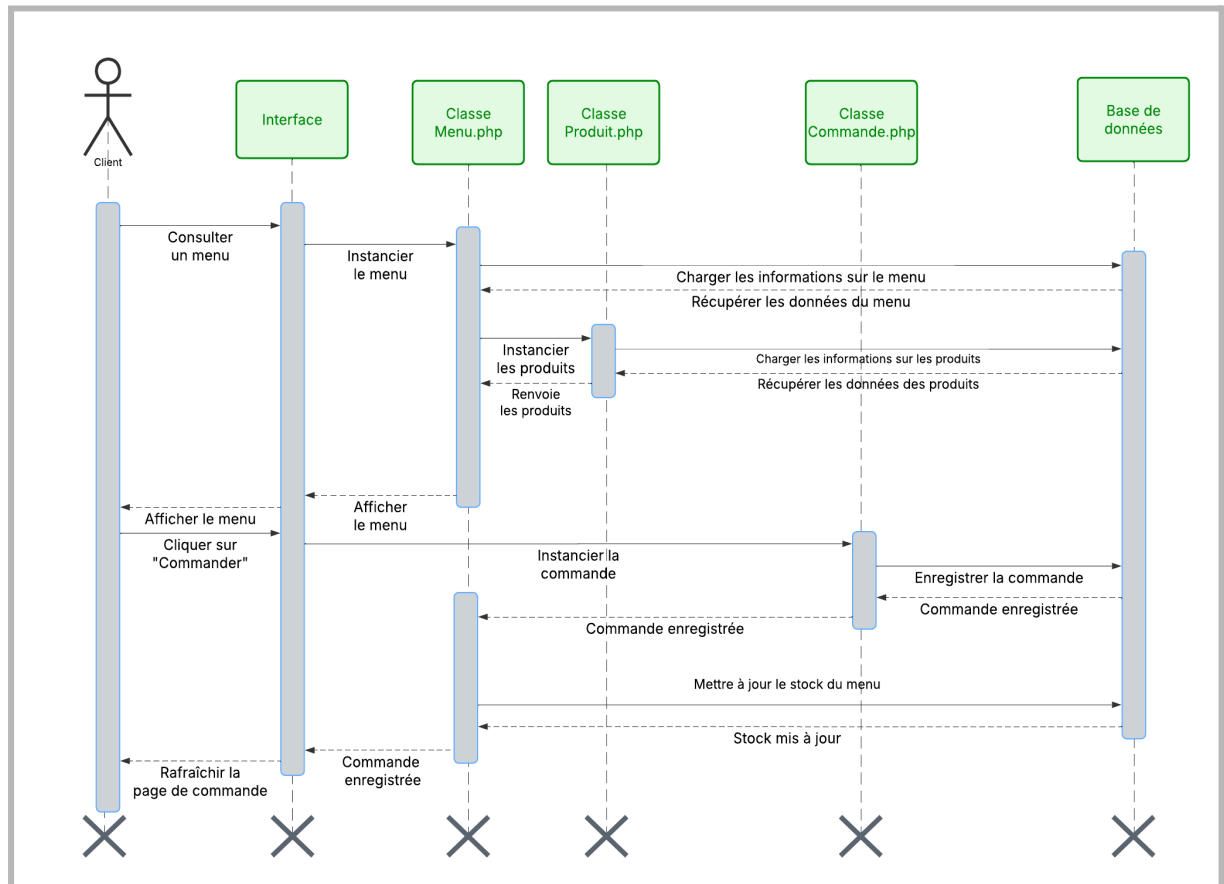 Client
Interface
Classe
Menu.php
Classe
Produit.php
Classe
Commande.php
Base de
données
Consulter
un menu
Instancier
le menu
Charger les informations sur le menu
Récupérer les données du menu
Instancier
les produits
Charger les informations sur les produits
Récupérer les données des produits
Renvoie
les produits
Afficher
le menu
Afficher le menu
Cliquer sur
"Commander"
Instancier la
commande
Enregistrer la commande
Commande enregistrée
Commande enregistrée
Mettre à jour le stock du menu
Stock mis à jour
Commande
enregistrée
Rafraîchir la
page de commande